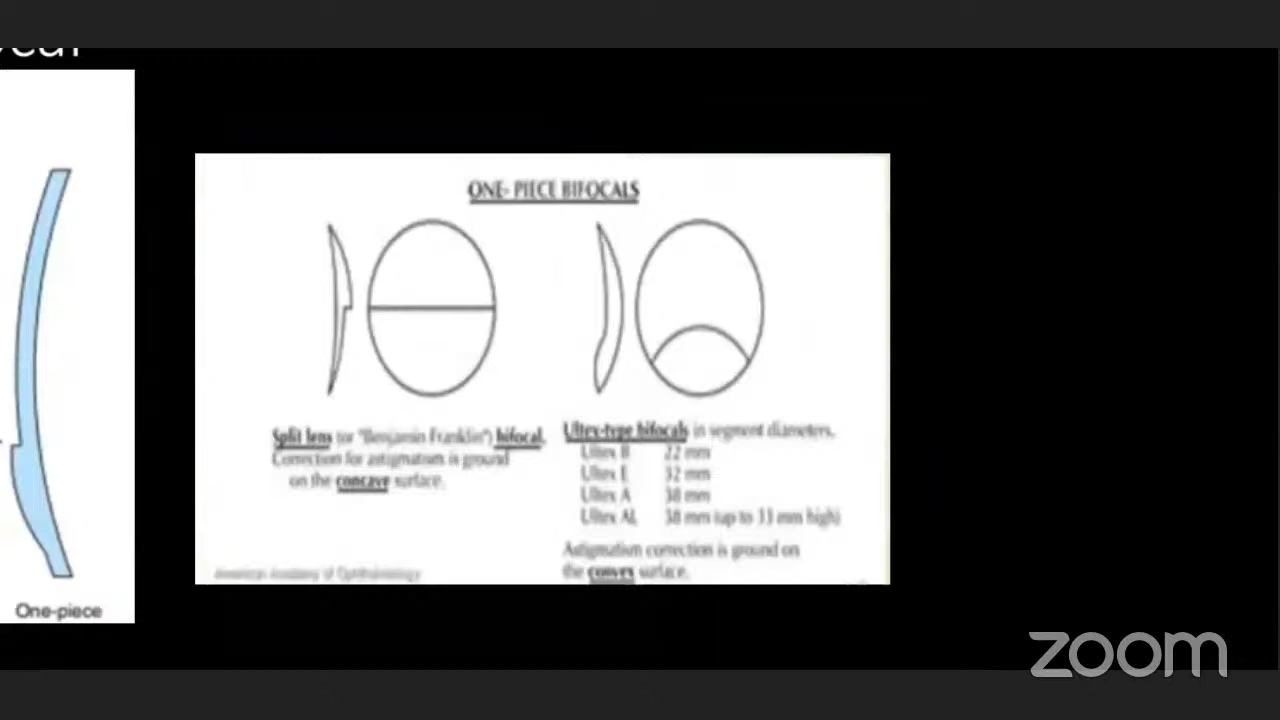 ONE- PIECE BIFOCALS
Split lens (or "Benjamin Franklin") bifocal.
Correction for astigmatism is ground
on the concave surface.
Ultex-type bifocals in segment diameters.
Ultex B 22 mm
Ultex E 32 mm
Ultex A 38 mm
Ultex AL 38 mm (up to 33 mm high)
Astigmatism correction is ground on
the convex surface.
American Academy of Ophthalmology
One-piece
zoom